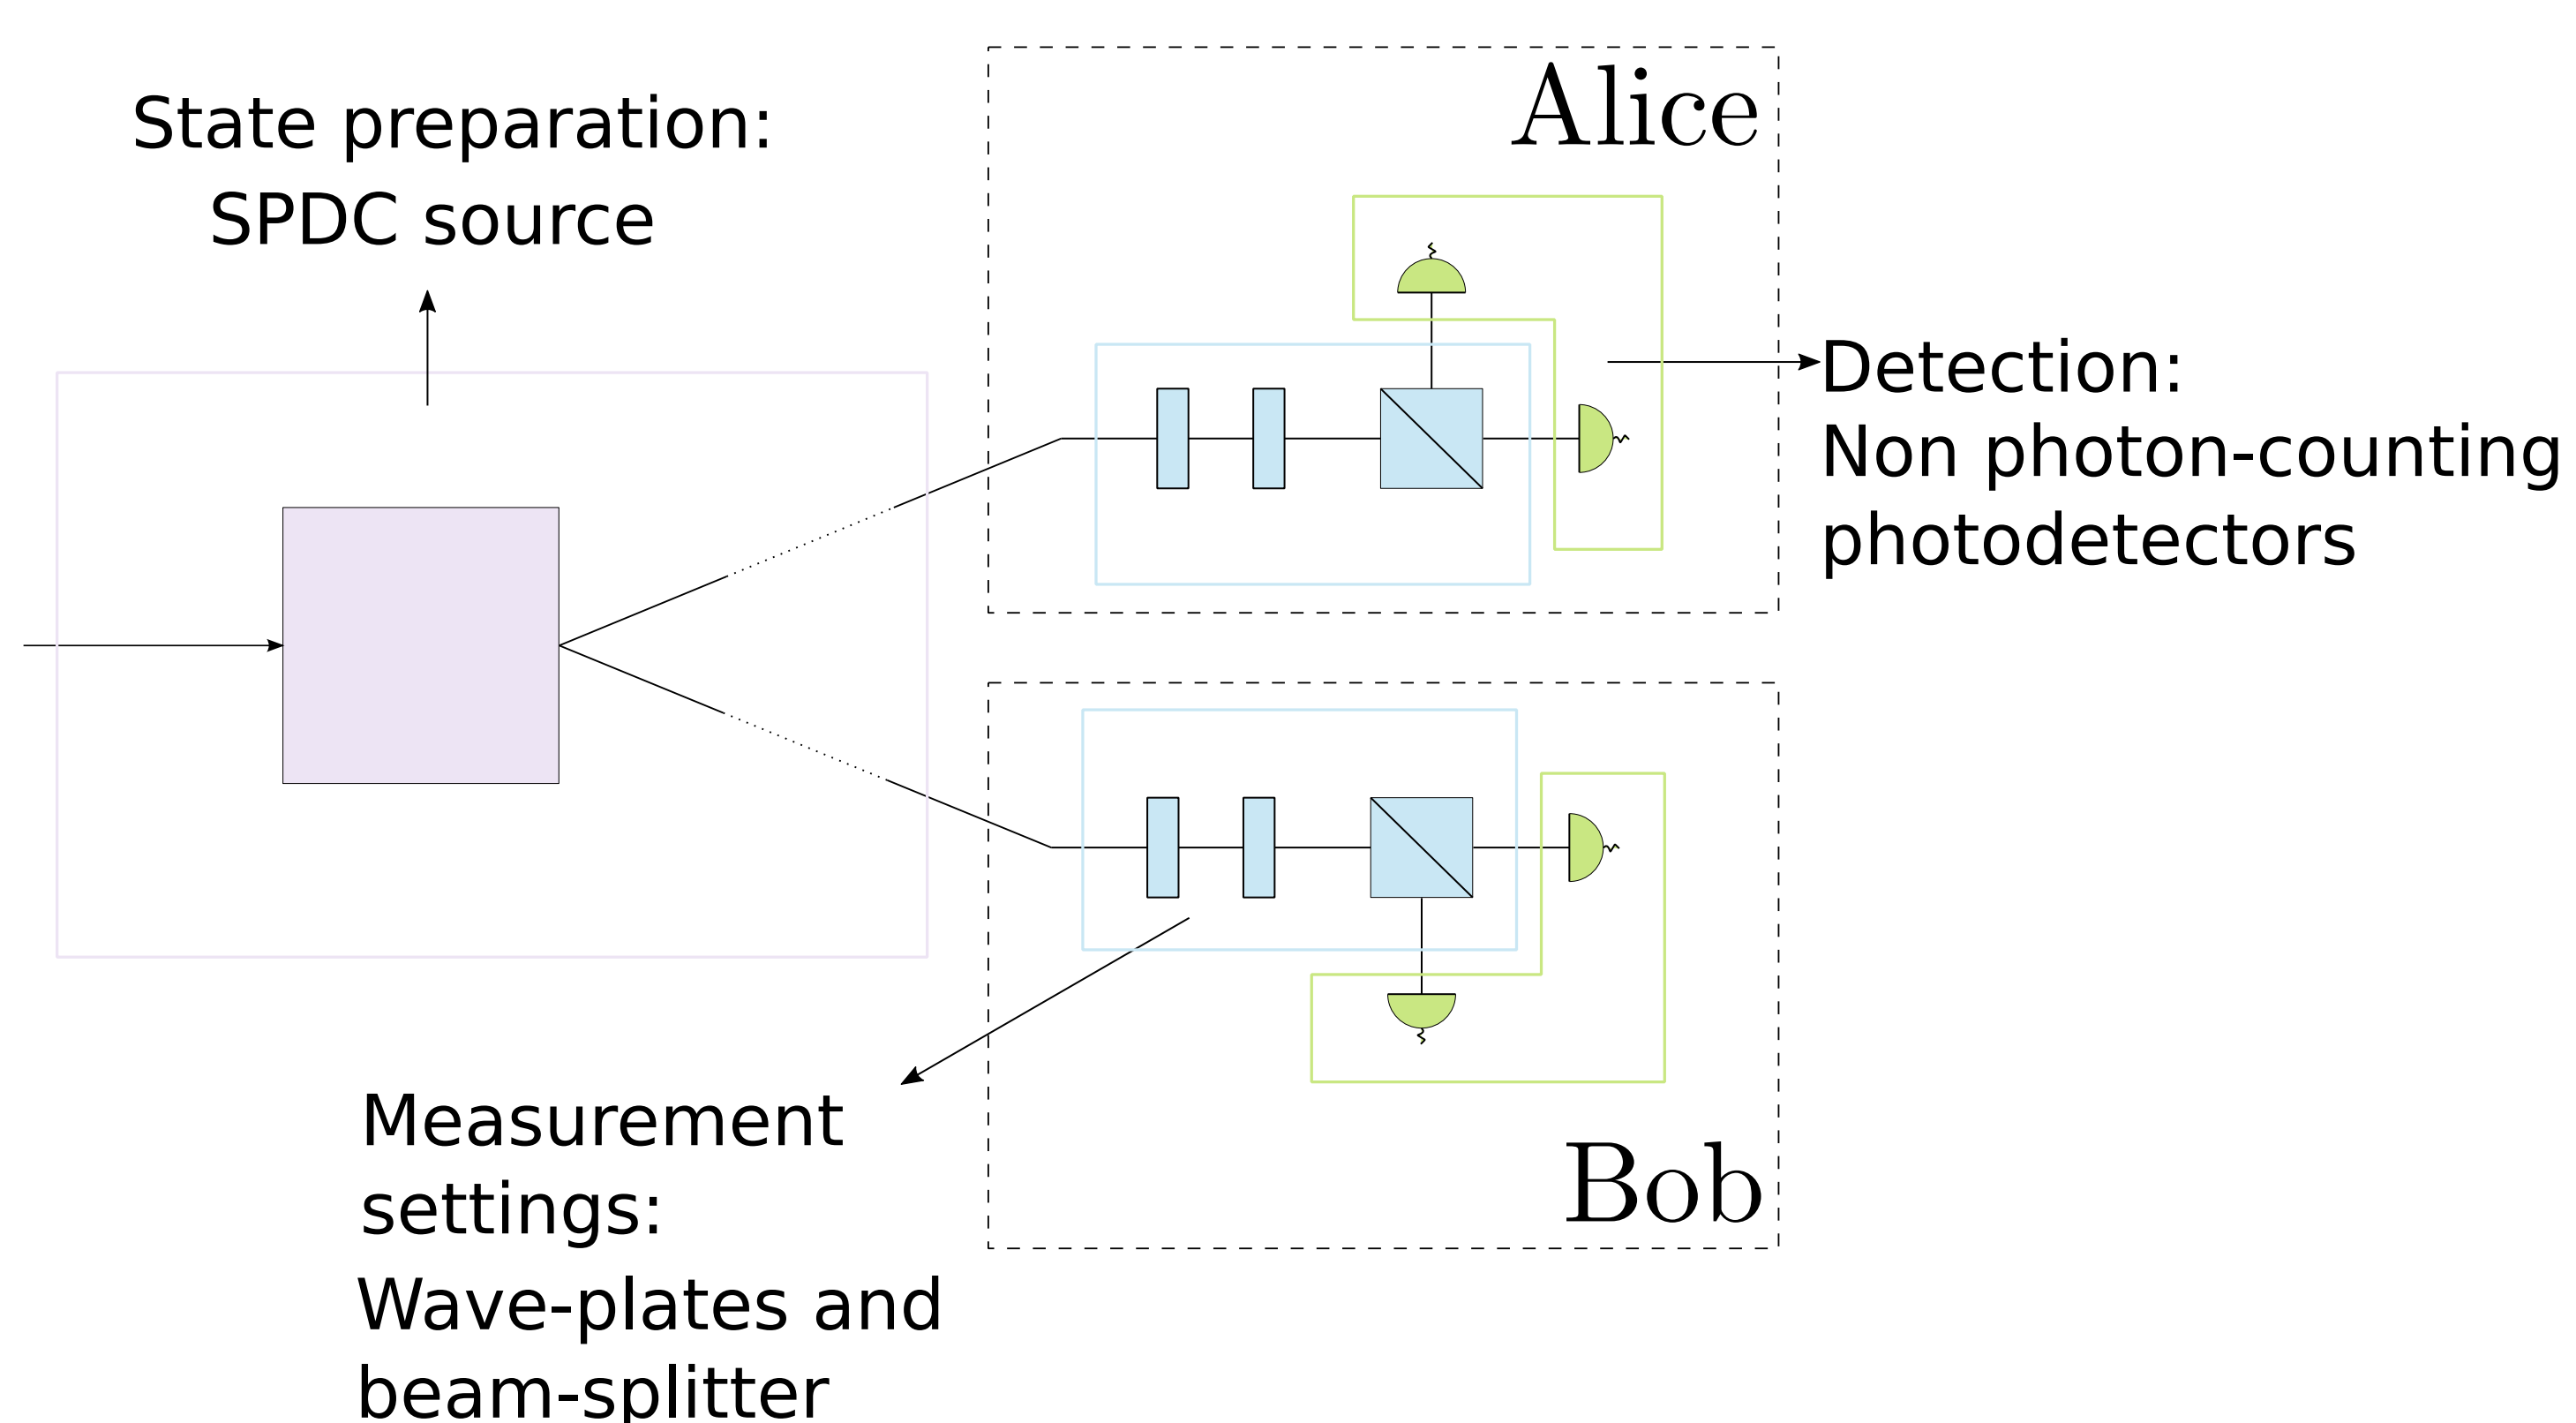 State preparation:
SPDC source
Alice
Detection:
Non photon-counting
photodetectors
Bob
Measurement
settings:
Wave-plates and
beam-splitter